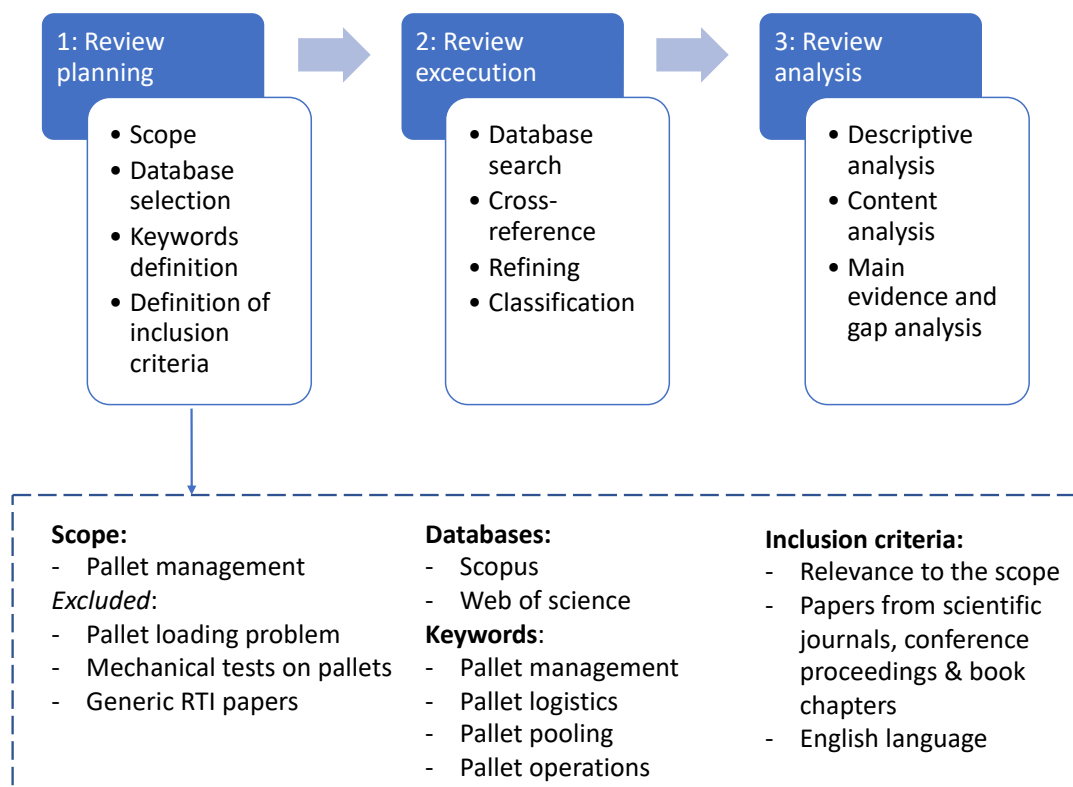 1: Review
planning
• Scope
• Database
selection
• Keywords
definition
• Definition of
inclusion
criteria
2: Review
excecution
• Database
search
• Cross-
reference
• Refining
• Classification
3: Review
analysis
• Descriptive
analysis
• Content
analysis
• Main
evidence and
gap analysis
Scope:
- Pallet management
Excluded:
- Pallet loading problem
- Mechanical tests on pallets
- Generic RTI papers
Databases:
- Scopus
- Web of science
Keywords:
- Pallet management
- Pallet logistics
- Pallet pooling
- Pallet operations
Inclusion criteria:
- Relevance to the scope
- Papers from scientific
journals, conference
proceedings & book
chapters
- English language